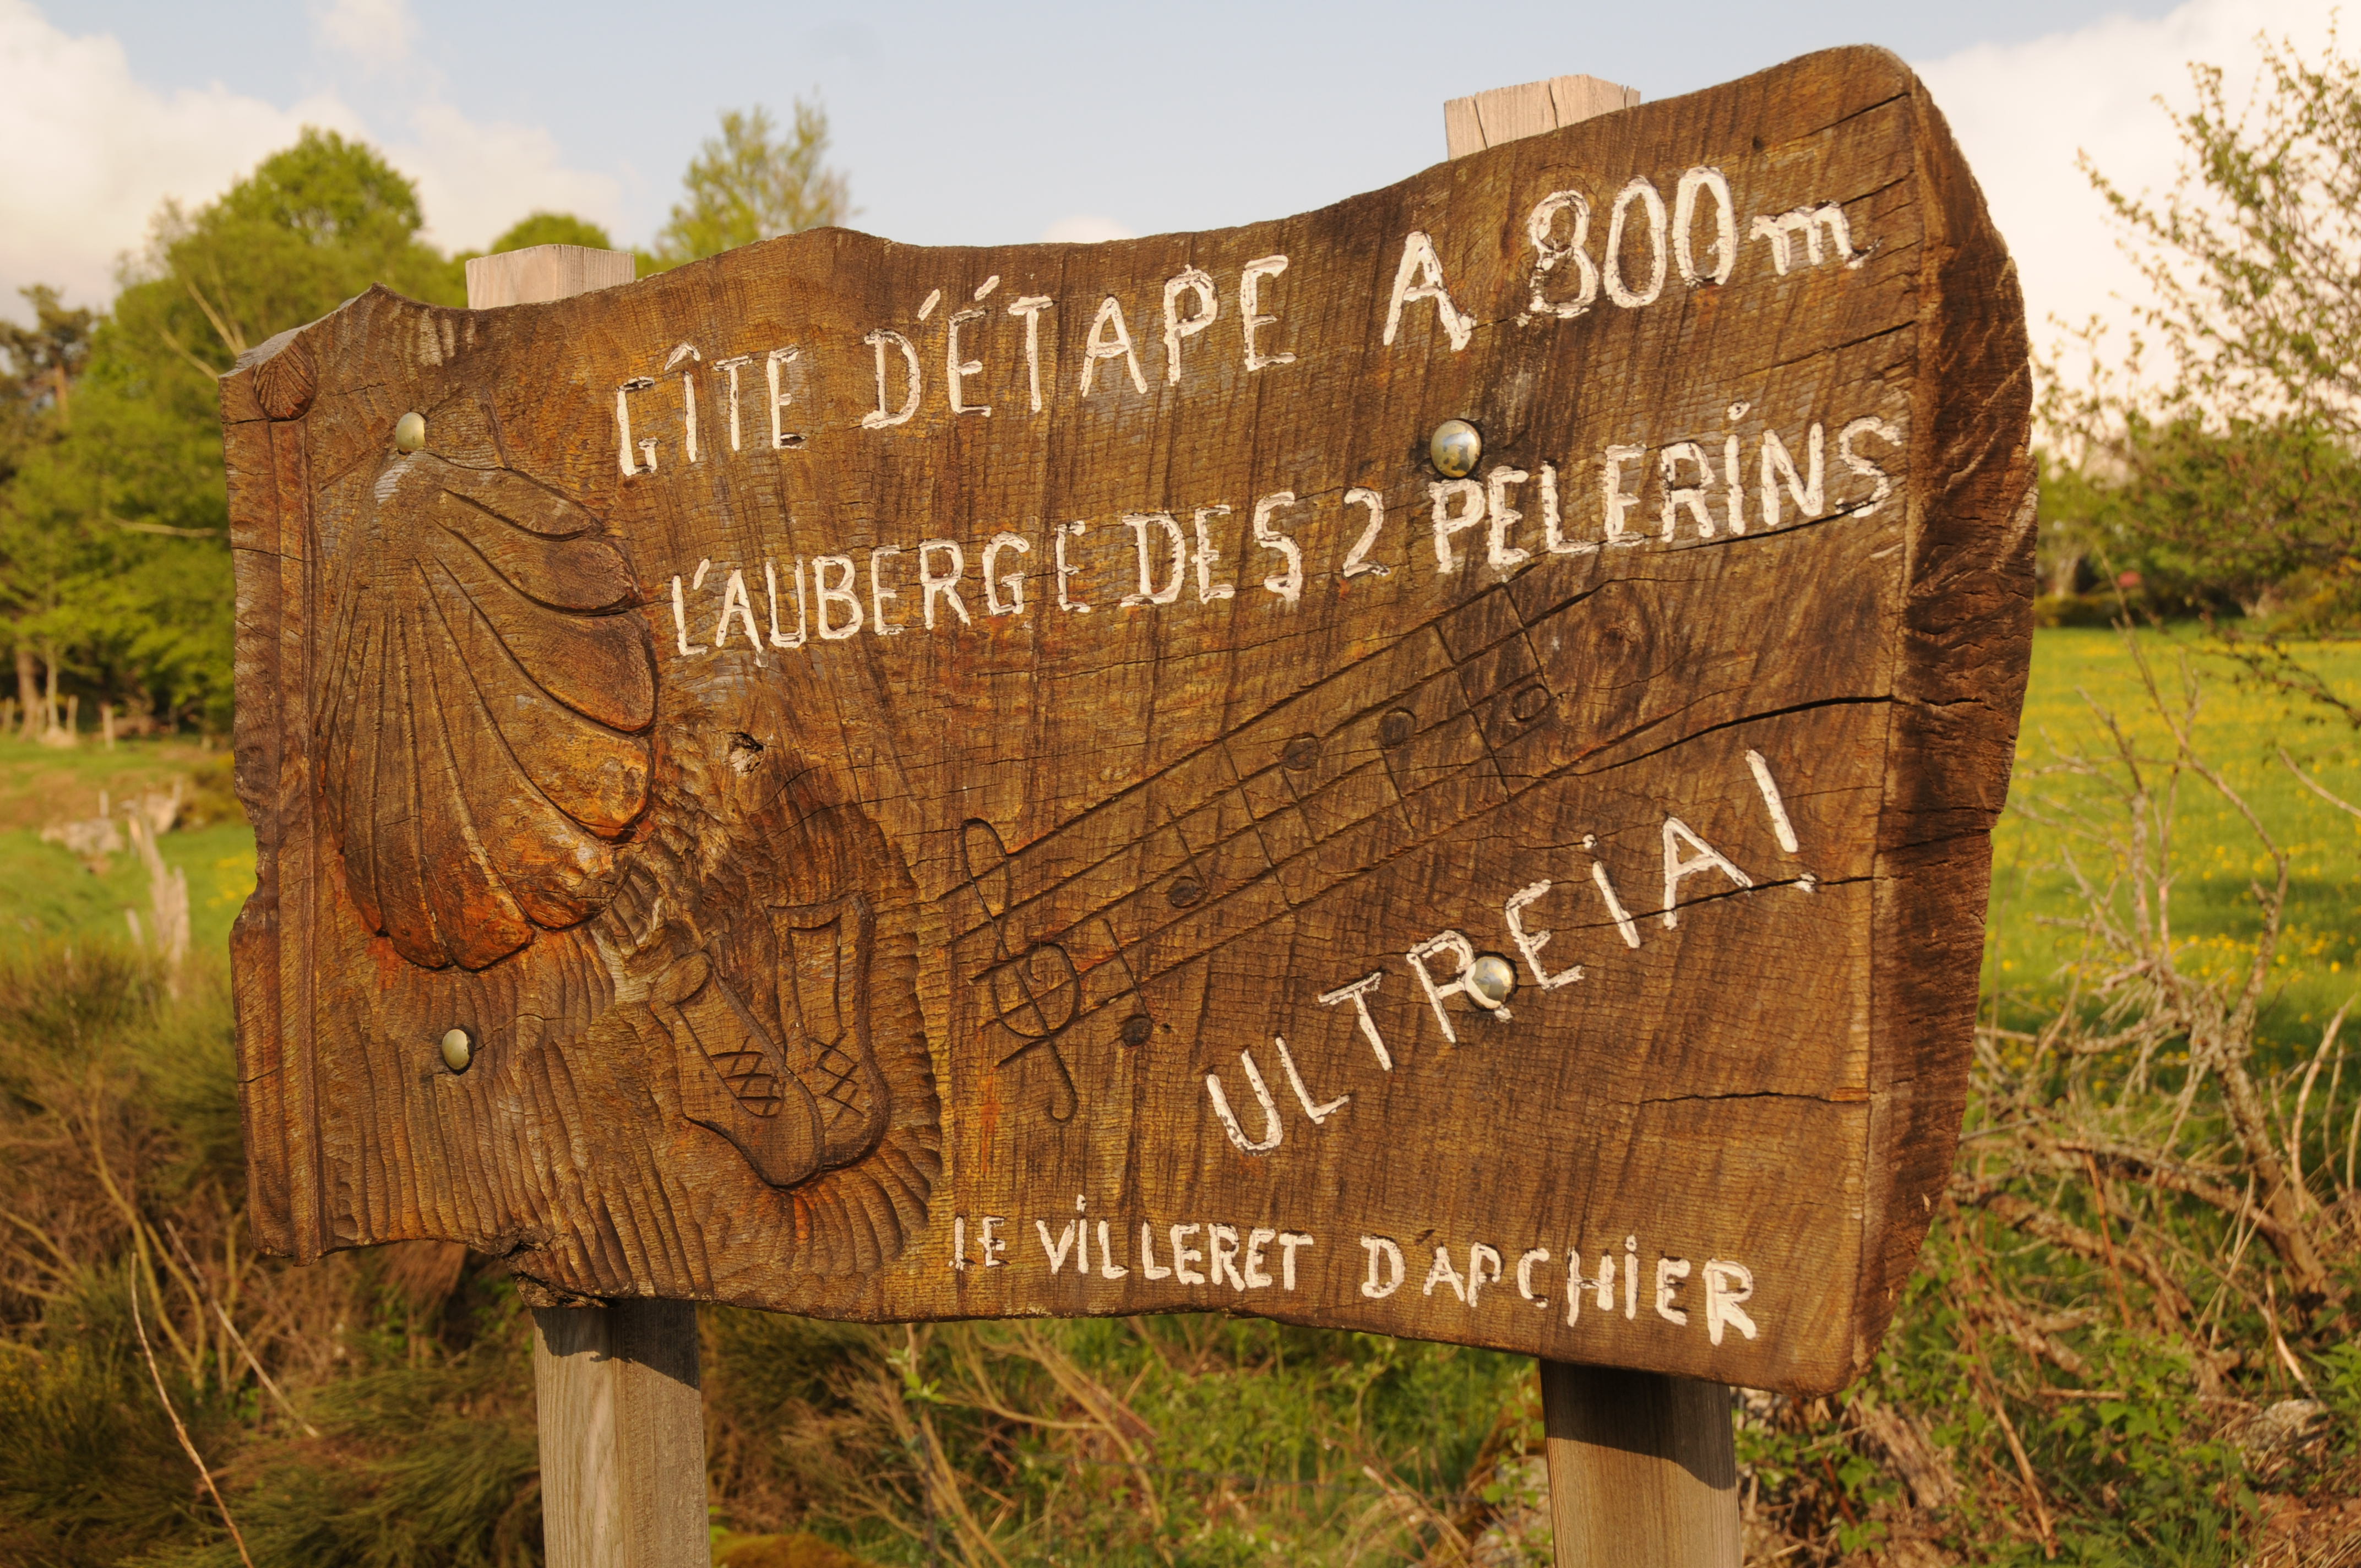 GÎTE D'ÉTAPE A 800m
L'AUBERGE DES 2 PELERINS
ULTREIA!
LE VILLERET D'APCHIER